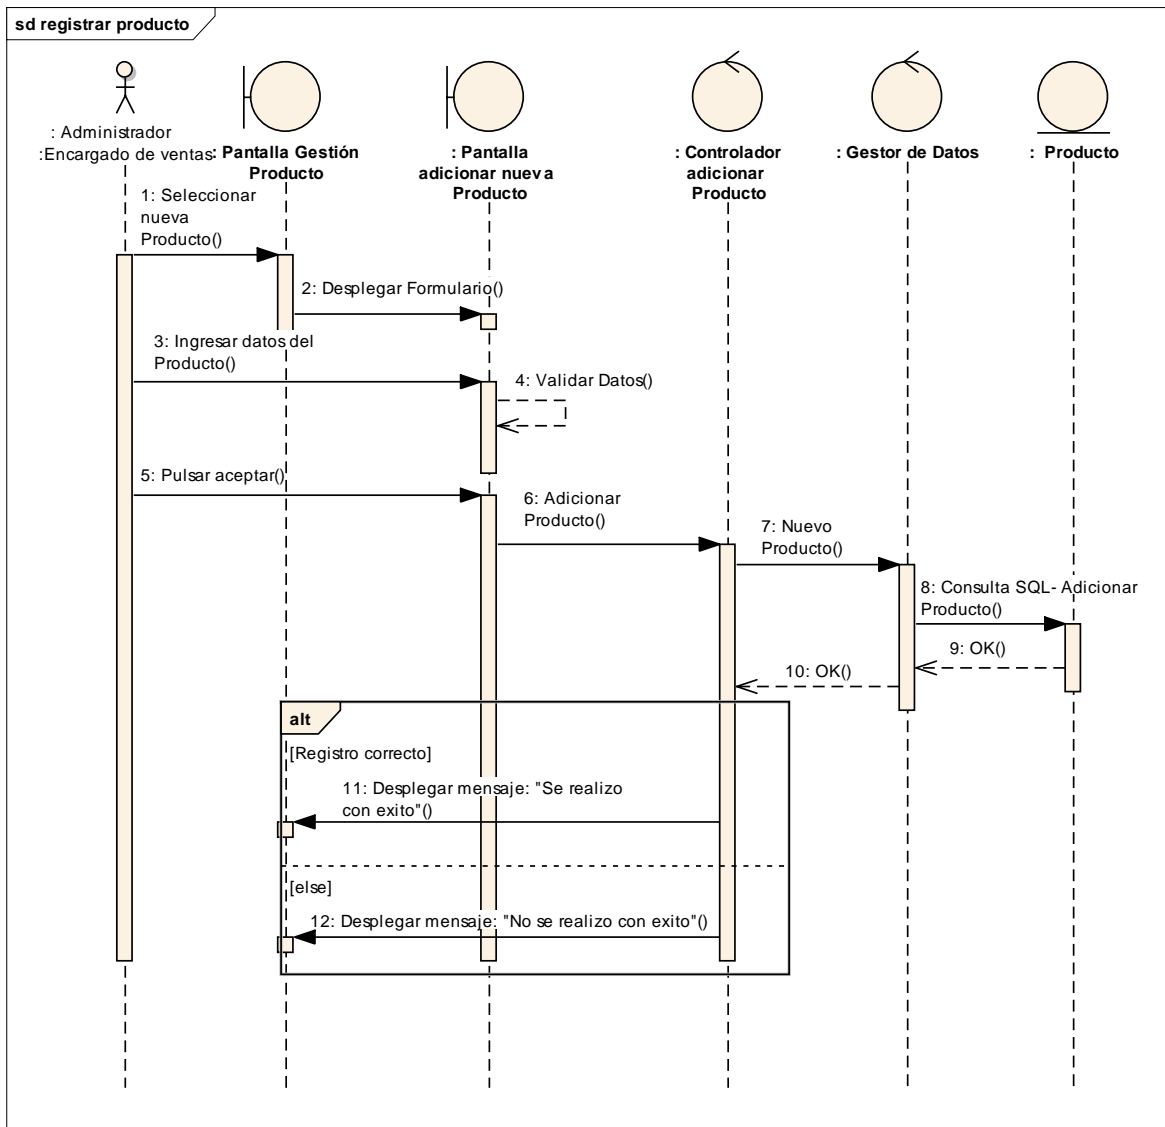 sd registrar producto
: Administrador
:Encargado de ventas
: Pantalla Gestión
Producto
: Pantalla
adicionar nueva
Producto
: Controlador
adicionar
Producto
: Gestor de Datos
: Producto
1: Seleccionar
nueva
Producto()
2: Desplegar Formulario()
3: Ingresar datos del
Producto()
4: Validar Datos()
5: Pulsar aceptar()
6: Adicionar
Producto()
7: Nuevo
Producto()
8: Consulta SQL- Adicionar
Producto()
9: OK()
10: OK()
alt
[Registro correcto]
11: Desplegar mensaje: "Se realizo
con exito"()
[else]
12: Desplegar mensaje: "No se realizo con exito"()